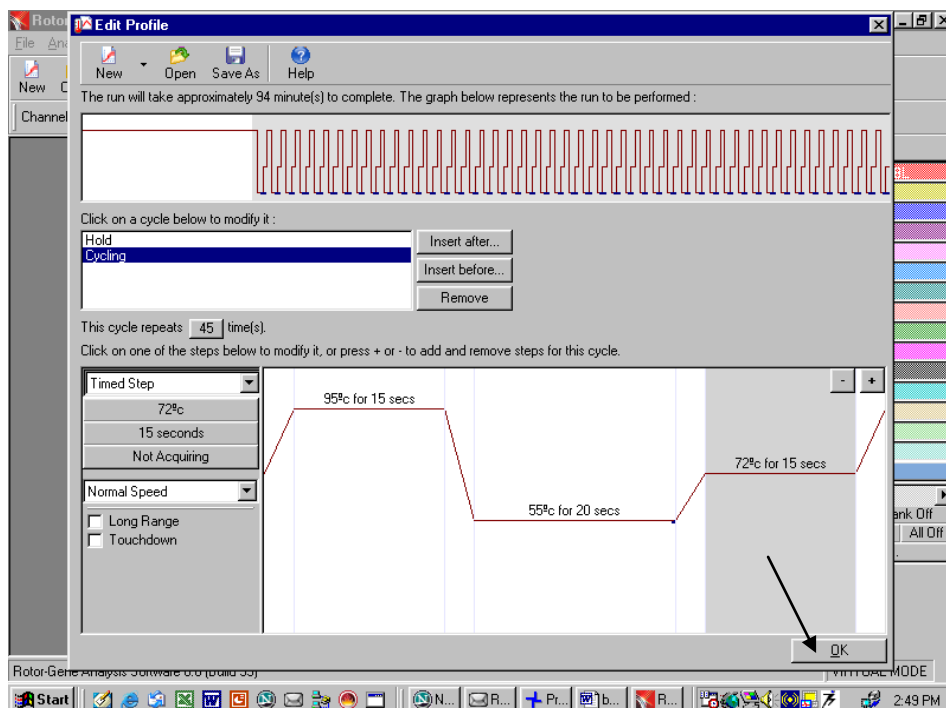 Rotor
Edit Profile
File Ana
New Open Save As Help
New
The run will take approximately 94 minute(s) to complete. The graph below represents the run to be performed :
Channel
Click on a cycle below to modify it :
Hold
Cycling
Insert after...
Insert before...
Remove
This cycle repeats 45 time(s).
Click on one of the steps below to modify it, or press + or - to add and remove steps for this cycle.
Timed Step
- +
72ºc
15 seconds
Not Acquiring
95ºc for 15 secs
72ºc for 15 secs
Normal Speed
55ºc for 20 secs
Long Range
Touchdown
ank Off
All Off
OK
VIRTUAL MODE
Start
N...
R...
Pr...
b...
R...
2:49 PM